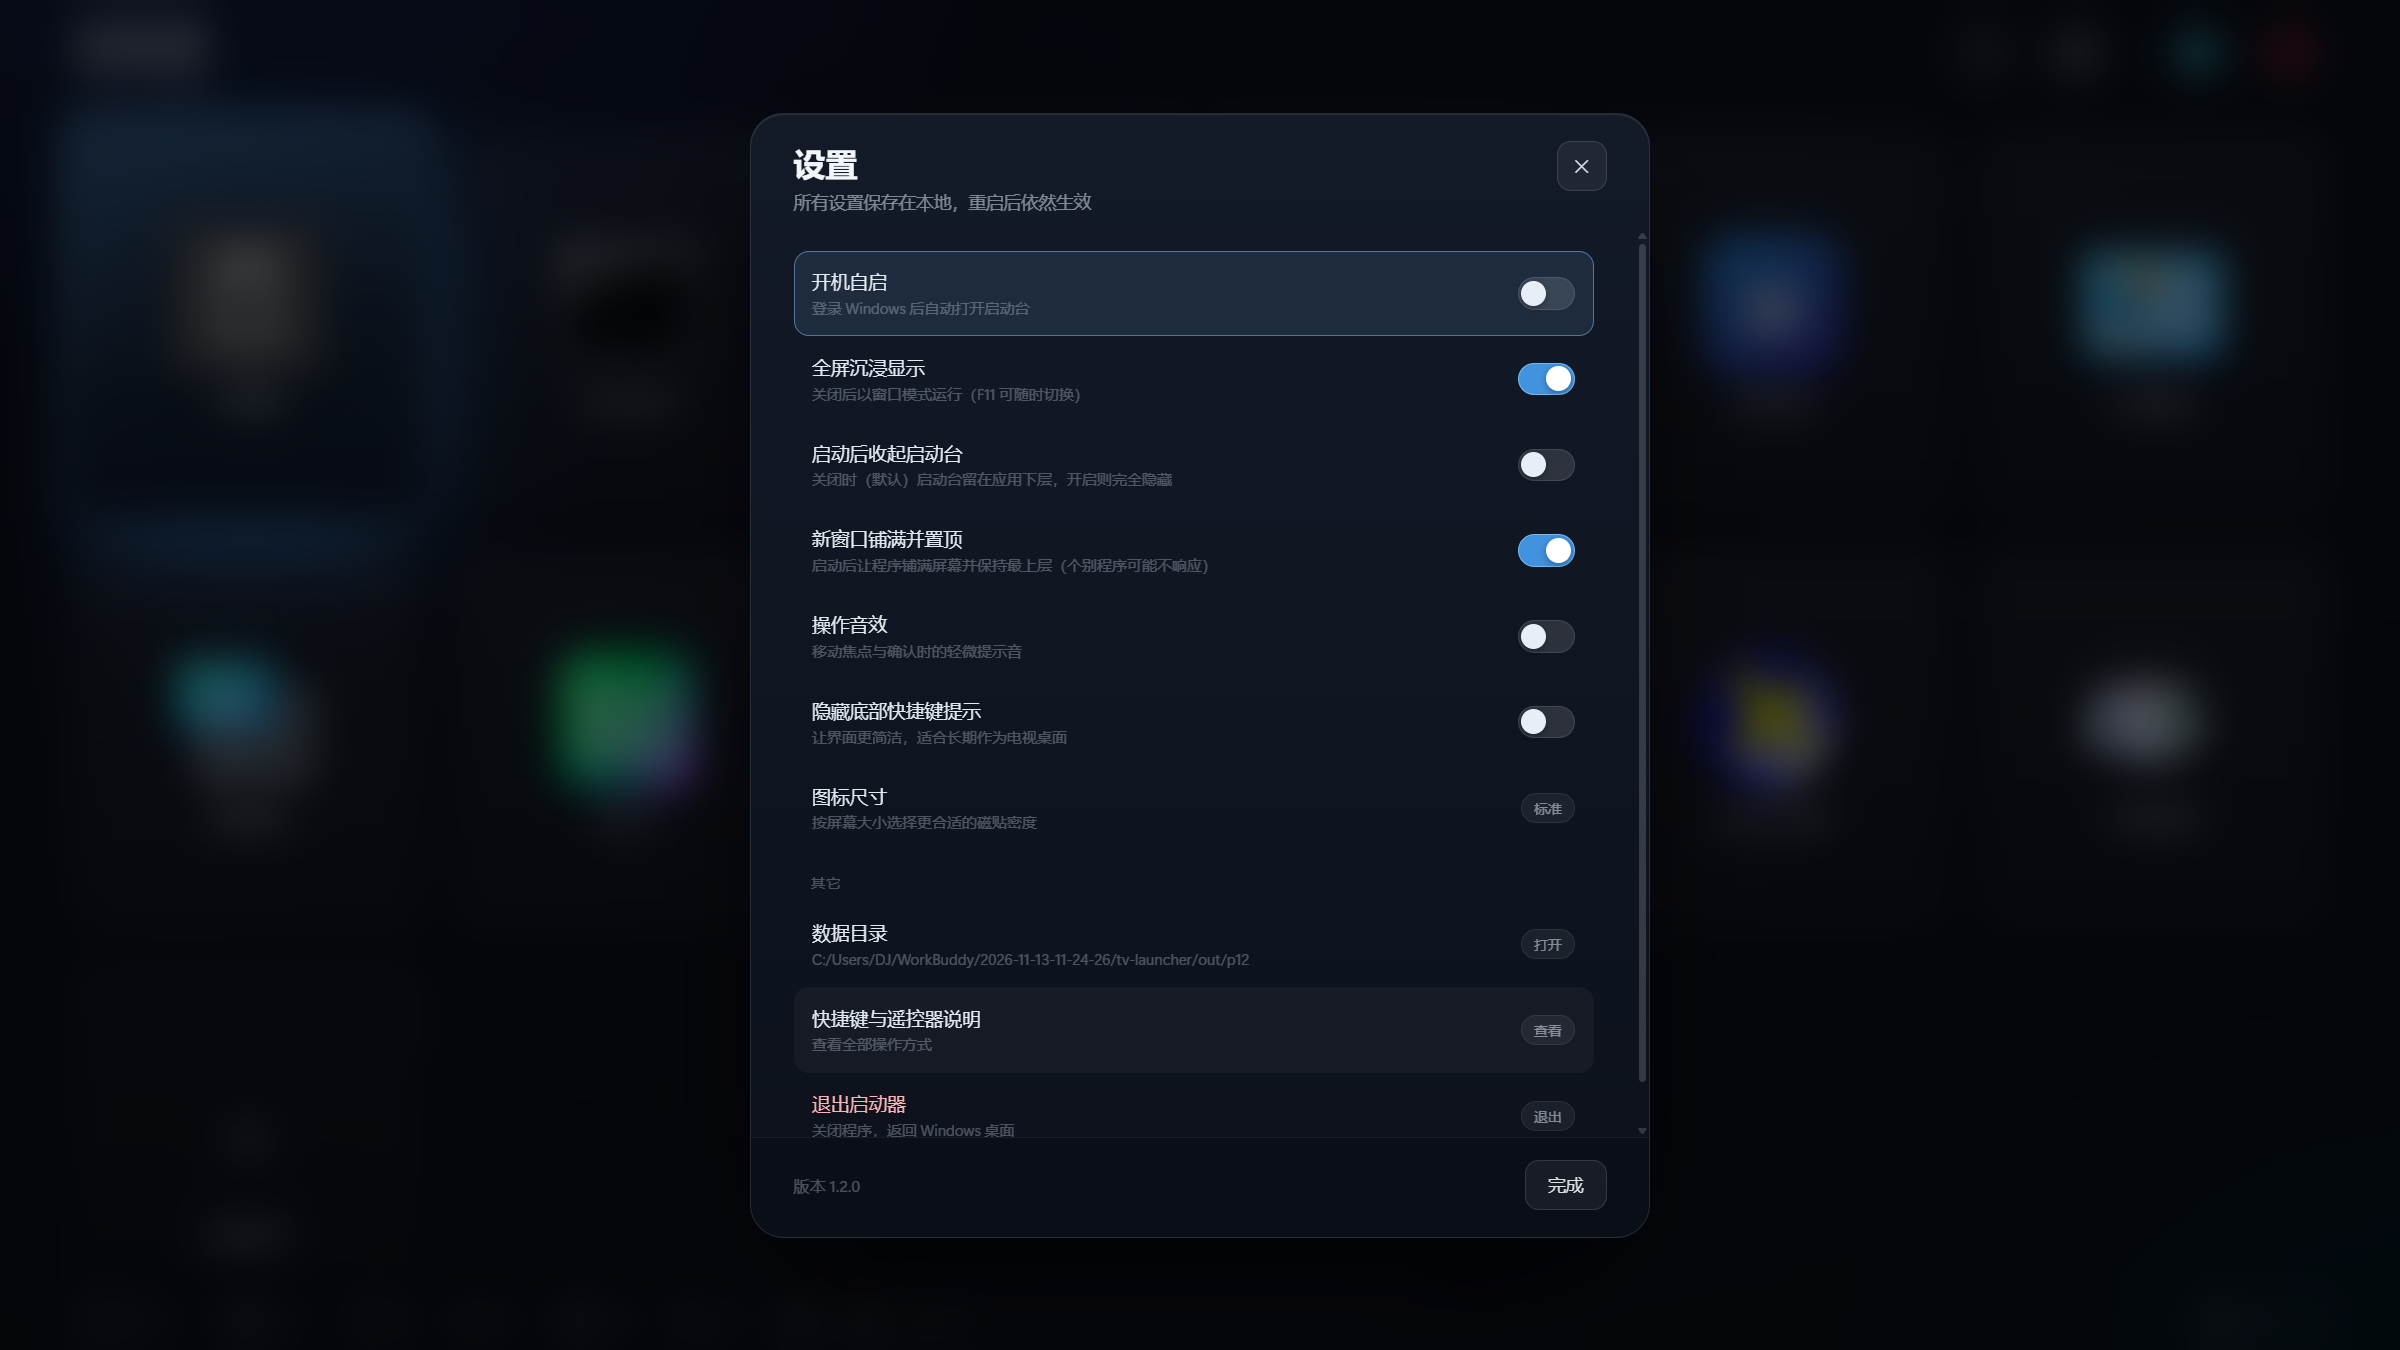 设置
所有设置保存在本地，重启后依然生效
开机自启
登录 Windows 后自动打开启动台
全屏沉浸显示
关闭后以窗口模式运行（F11 可随时切换）
启动后收起启动台
关闭时（默认）启动台留在应用下层，开启则完全隐藏
新窗口铺满并置顶
启动后让程序铺满屏幕并保持最上层（个别程序可能不响应）
操作音效
移动焦点与确认时的轻微提示音
隐藏底部快捷键提示
让界面更简洁，适合长期作为电视桌面
图标尺寸
标准
按屏幕大小选择更合适的磁贴密度
其它
数据目录
打开
C:/Users/DJ/WorkBuddy/2026-11-13-11-24-26/tv-launcher/out/p12
快捷键与遥控器说明
查看
查看全部操作方式
退出启动器
退出
关闭程序，返回 Windows 桌面
版本 1.2.0
完成